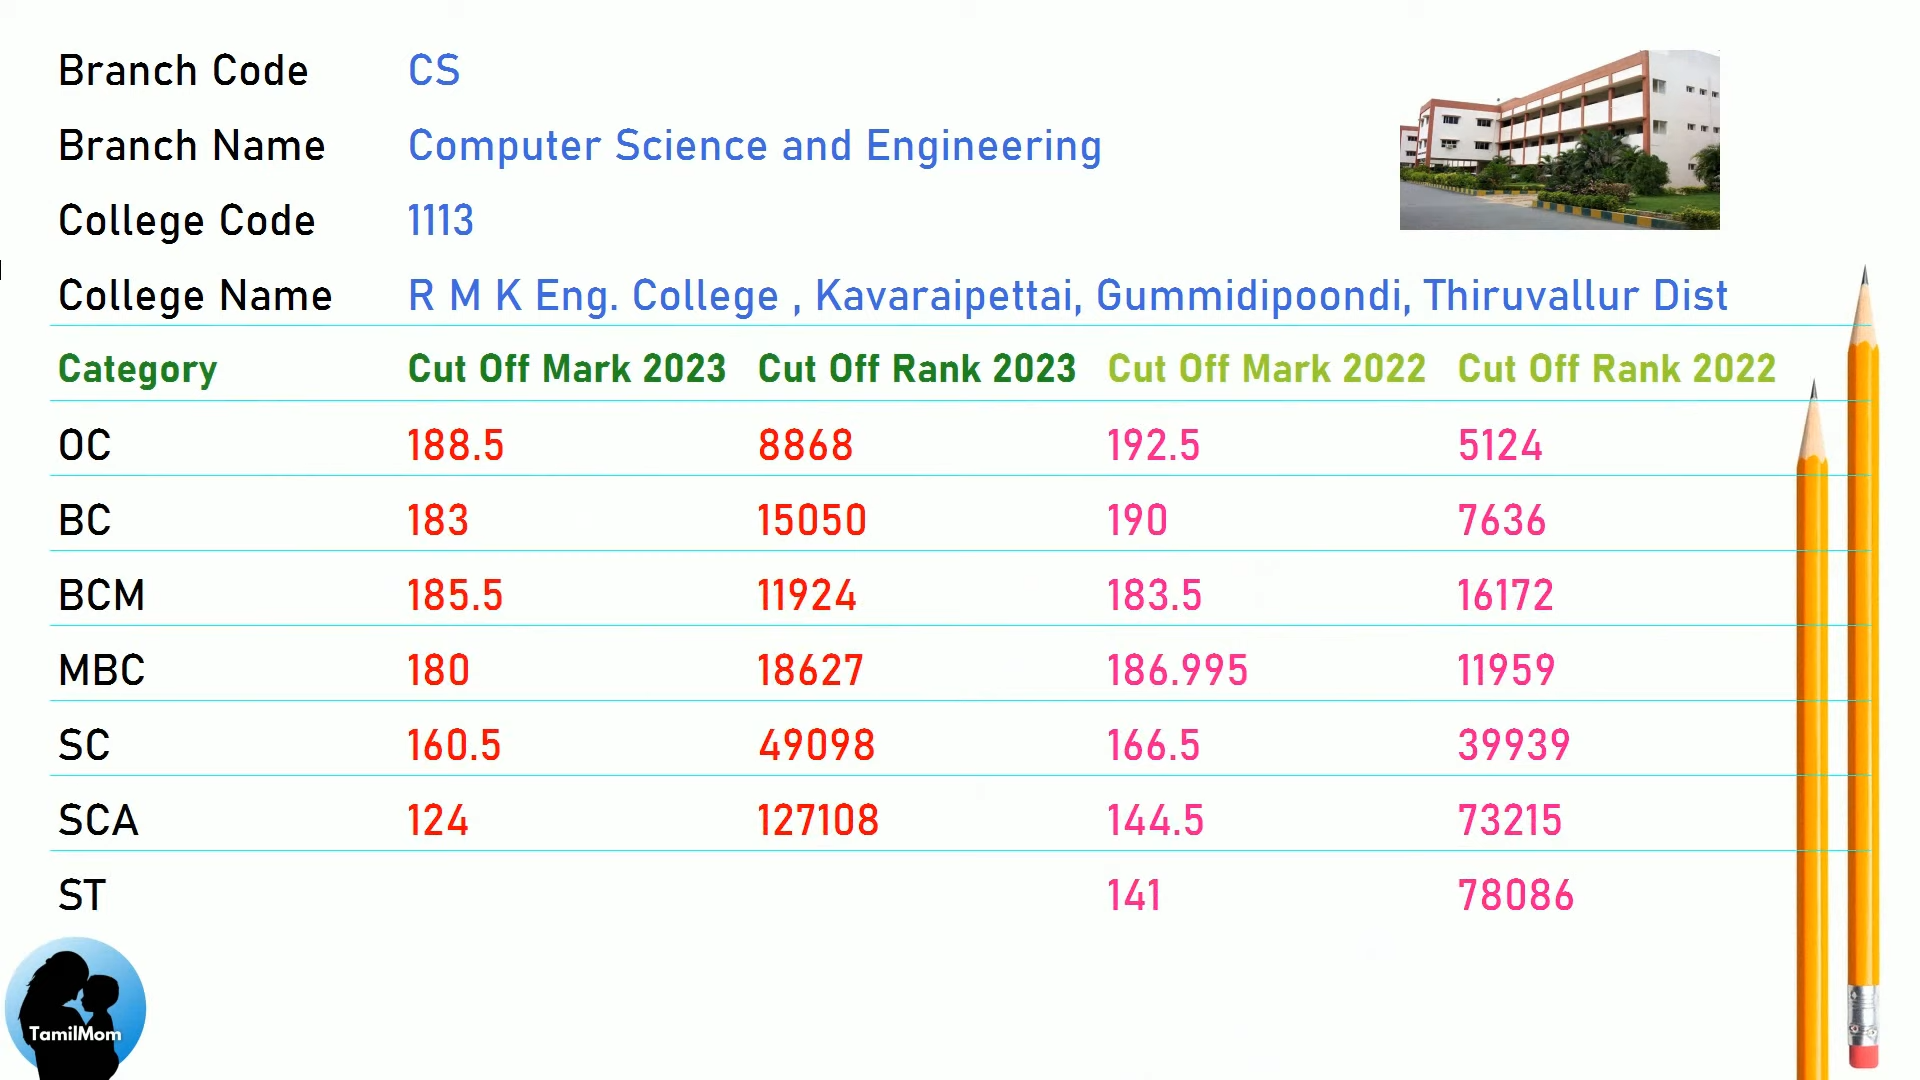 Branch Code CS
Branch Name Computer Science and Engineering
College Code 1113
College Name R M K Eng. College , Kavaraipettai, Gummidipoondi, Thiruvallur Dist
Category Cut Off Mark 2023 Cut Off Rank 2023 Cut Off Mark 2022 Cut Off Rank 2022
OC 188.5 8868 192.5 5124
BC 183 15050 190 7636
BCM 185.5 11924 183.5 16172
MBC 180 18627 186.995 11959
SC 160.5 49098 166.5 39939
SCA 124 127108 144.5 73215
ST 141 78086
TamilMom